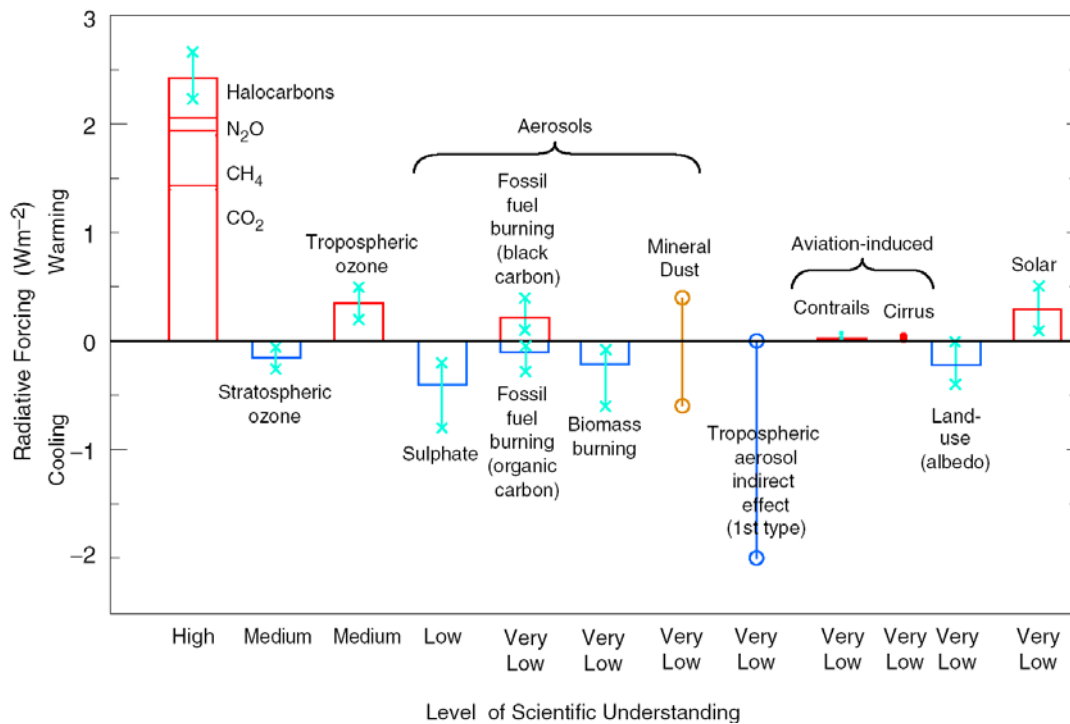 3
2
1
0
−1
−2
Radiative Forcing (Wm−2)
Cooling Warming
Halocarbons
N2O
CH4
CO2
Stratospheric
ozone
Tropospheric
ozone
Aerosols
Sulphate
Fossil
fuel
burning
(black
carbon)
Fossil
fuel
burning
(organic
carbon)
Biomass
burning
Mineral
Dust
Tropospheric
aerosol
indirect
effect
(1st type)
Aviation-induced
Contrails
Cirrus
Land-
use
(albedo)
Solar
High
Medium
Medium
Low
Very
Low
Very
Low
Very
Low
Very
Low
Very
Low
Very
Low
Very
Low
Very
Low
Level of Scientific Understanding